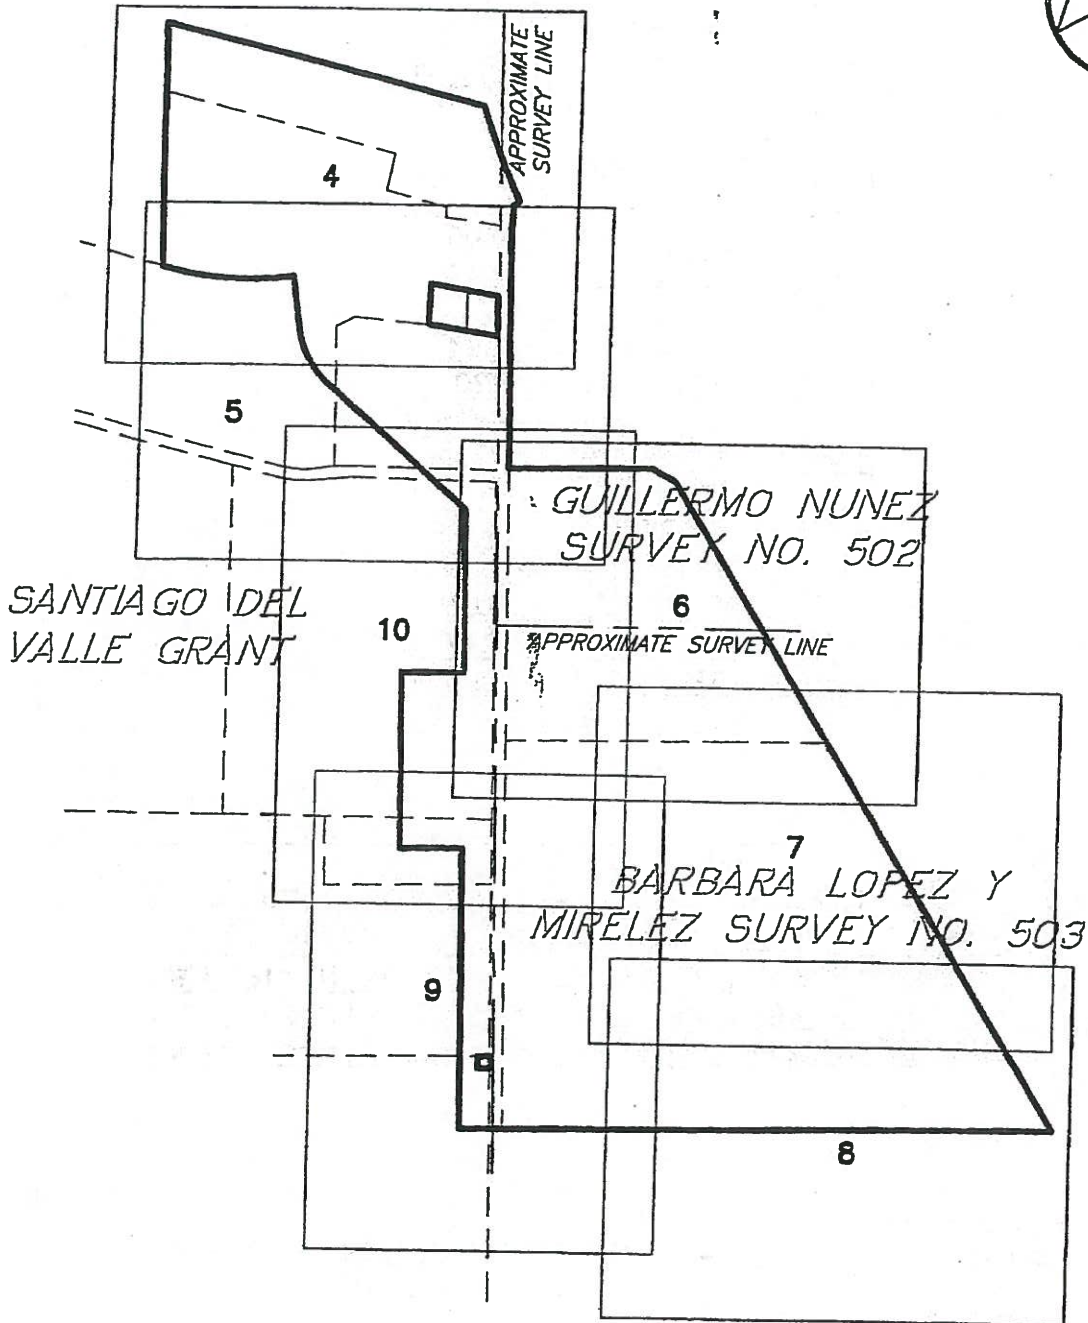 APPROXIMATE
SURVEY LINE
4
5
GUILLERMO NUNEZ
SURVEY NO. 502
SANTIAGO DEL
VALLE GRANT
10
6
APPROXIMATE SURVEY LINE
7
BARBARA LOPEZ Y
MIRELEZ SURVEY NO. 503
9
8